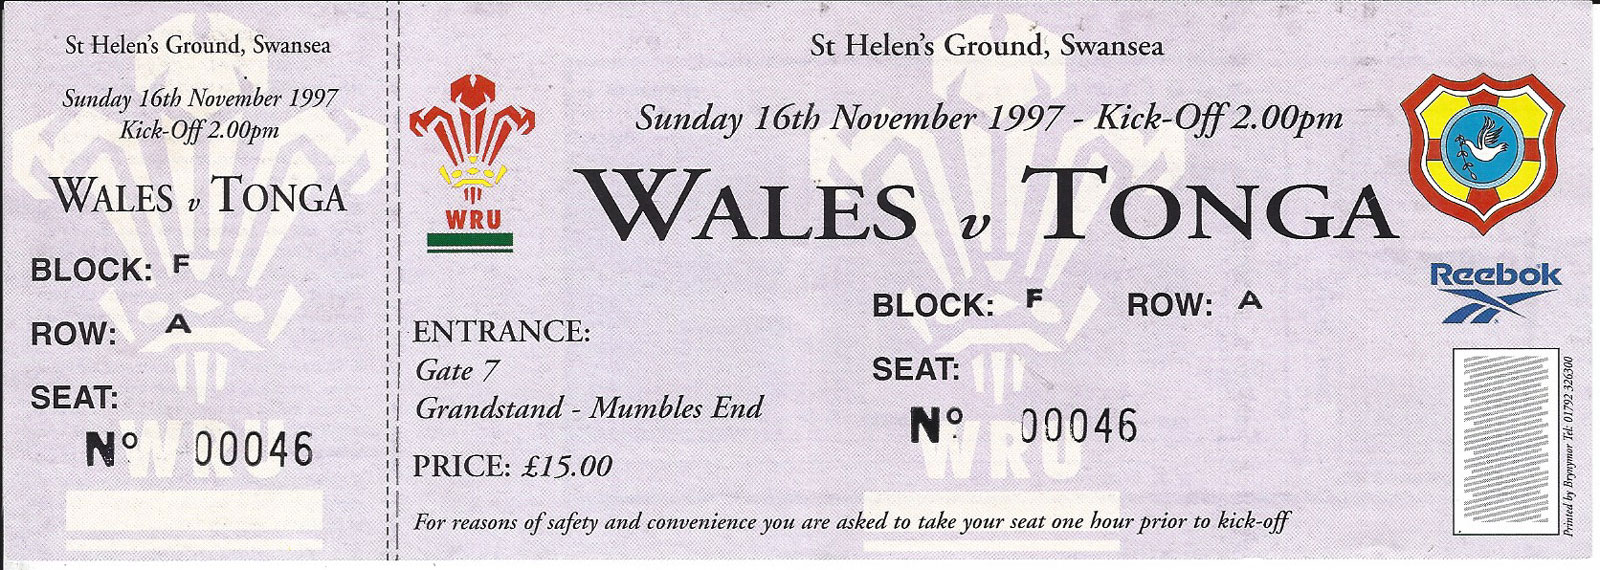 St Helen's Ground, Swansea
Sunday 16th November 1997
Kick-Off 2.00pm
WALES v TONGA
BLOCK: F
ROW: A
SEAT:
Nº 00046
WRU
St Helen's Ground, Swansea
Sunday 16th November 1997 - Kick-Off 2.00pm
WALES v TONGA
WRU
Reebok
BLOCK: F ROW: A
ENTRANCE:
Gate 7
Grandstand - Mumbles End
SEAT:
Nº 00046
WRU
PRICE: £15.00
For reasons of safety and convenience you are asked to take your seat one hour prior to kick-off
Printed by Brynymor Tel: 01792 326300